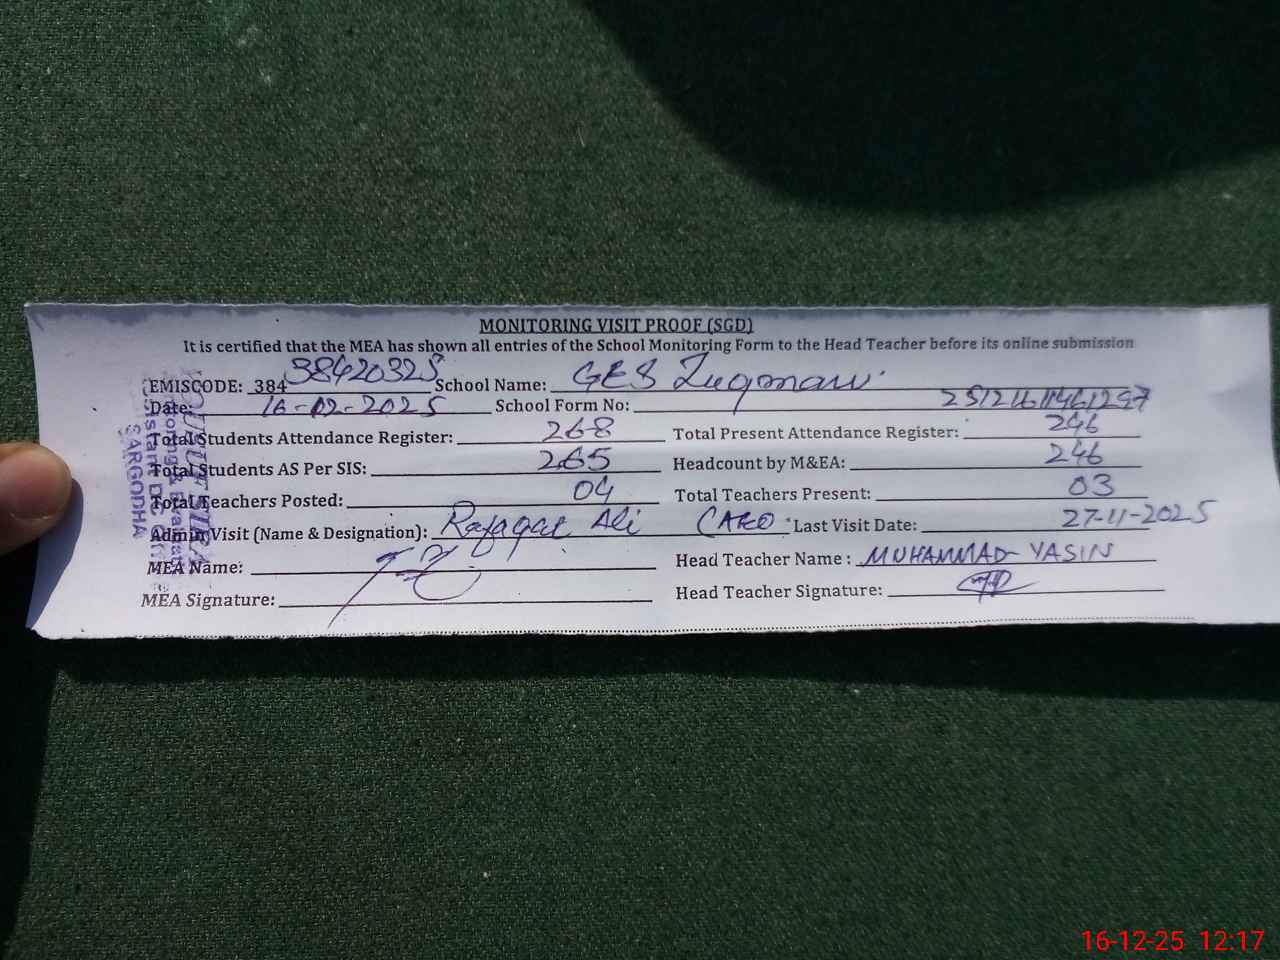 MONITORING VISIT PROOF (SGD)
It is certified that the MEA has shown all entries of the School Monitoring Form to the Head Teacher before its online submission
EMISCODE: 384 38420325 School Name: GES Luqman
Date: 16-12-2025 School Form No: 25121611461297
Total Students Attendance Register: 268 Total Present Attendance Register: 246
Total Students AS Per SIS: 265 Headcount by M&EA: 246
Total Teachers Posted: 04 Total Teachers Present: 03
Admin Visit (Name & Designation): Rafaqat Ali Last Visit Date: 27-11-2025
MEA Name: Head Teacher Name : MUHAMMAD YASIN
MEA Signature: Head Teacher Signature:
SARGODHA
16-12-25 12:17